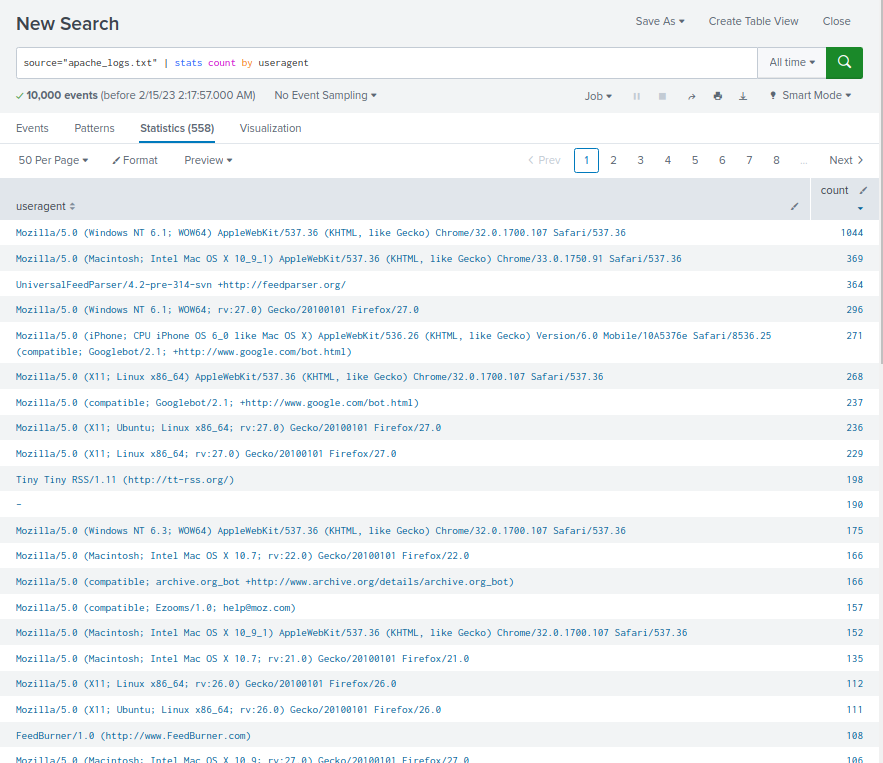 New Search
Save As Create Table View Close
source="apache_logs.txt" | stats count by useragent
All time
10,000 events (before 2/15/23 2:17:57.000 AM) No Event Sampling
Job Smart Mode
Events Patterns Statistics (558) Visualization
50 Per Page Format Preview
Prev 1 2 3 4 5 6 7 8 ... Next
useragent count
Mozilla/5.0 (Windows NT 6.1; WOW64) AppleWebKit/537.36 (KHTML, like Gecko) Chrome/32.0.1700.107 Safari/537.36 1044
Mozilla/5.0 (Macintosh; Intel Mac OS X 10_9_1) AppleWebKit/537.36 (KHTML, like Gecko) Chrome/33.0.1750.91 Safari/537.36 369
UniversalFeedParser/4.2-pre-314-svn +http://feedparser.org/ 364
Mozilla/5.0 (Windows NT 6.1; WOW64; rv:27.0) Gecko/20100101 Firefox/27.0 296
Mozilla/5.0 (iPhone; CPU iPhone OS 6_0 like Mac OS X) AppleWebKit/536.26 (KHTML, like Gecko) Version/6.0 Mobile/10A5376e Safari/8536.25 271
(compatible; Googlebot/2.1; +http://www.google.com/bot.html)
Mozilla/5.0 (X11; Linux x86_64) AppleWebKit/537.36 (KHTML, like Gecko) Chrome/32.0.1700.107 Safari/537.36 268
Mozilla/5.0 (compatible; Googlebot/2.1; +http://www.google.com/bot.html) 237
Mozilla/5.0 (X11; Ubuntu; Linux x86_64; rv:27.0) Gecko/20100101 Firefox/27.0 236
Mozilla/5.0 (X11; Linux x86_64; rv:27.0) Gecko/20100101 Firefox/27.0 229
Tiny Tiny RSS/1.11 (http://tt-rss.org/) 198
- 190
Mozilla/5.0 (Windows NT 6.3; WOW64) AppleWebKit/537.36 (KHTML, like Gecko) Chrome/32.0.1700.107 Safari/537.36 175
Mozilla/5.0 (Macintosh; Intel Mac OS X 10.7; rv:22.0) Gecko/20100101 Firefox/22.0 166
Mozilla/5.0 (compatible; archive.org_bot +http://www.archive.org/details/archive.org_bot) 166
Mozilla/5.0 (compatible; Ezooms/1.0; help@moz.com) 157
Mozilla/5.0 (Macintosh; Intel Mac OS X 10_9_1) AppleWebKit/537.36 (KHTML, like Gecko) Chrome/32.0.1700.107 Safari/537.36 152
Mozilla/5.0 (Macintosh; Intel Mac OS X 10.7; rv:21.0) Gecko/20100101 Firefox/21.0 135
Mozilla/5.0 (X11; Linux x86_64; rv:26.0) Gecko/20100101 Firefox/26.0 112
Mozilla/5.0 (X11; Ubuntu; Linux x86_64; rv:26.0) Gecko/20100101 Firefox/26.0 111
FeedBurner/1.0 (http://www.FeedBurner.com) 108
Mozilla/5.0 (Macintosh; Intel Mac OS X 10.9; rv:27.0) Gecko/20100101 Firefox/27.0 106